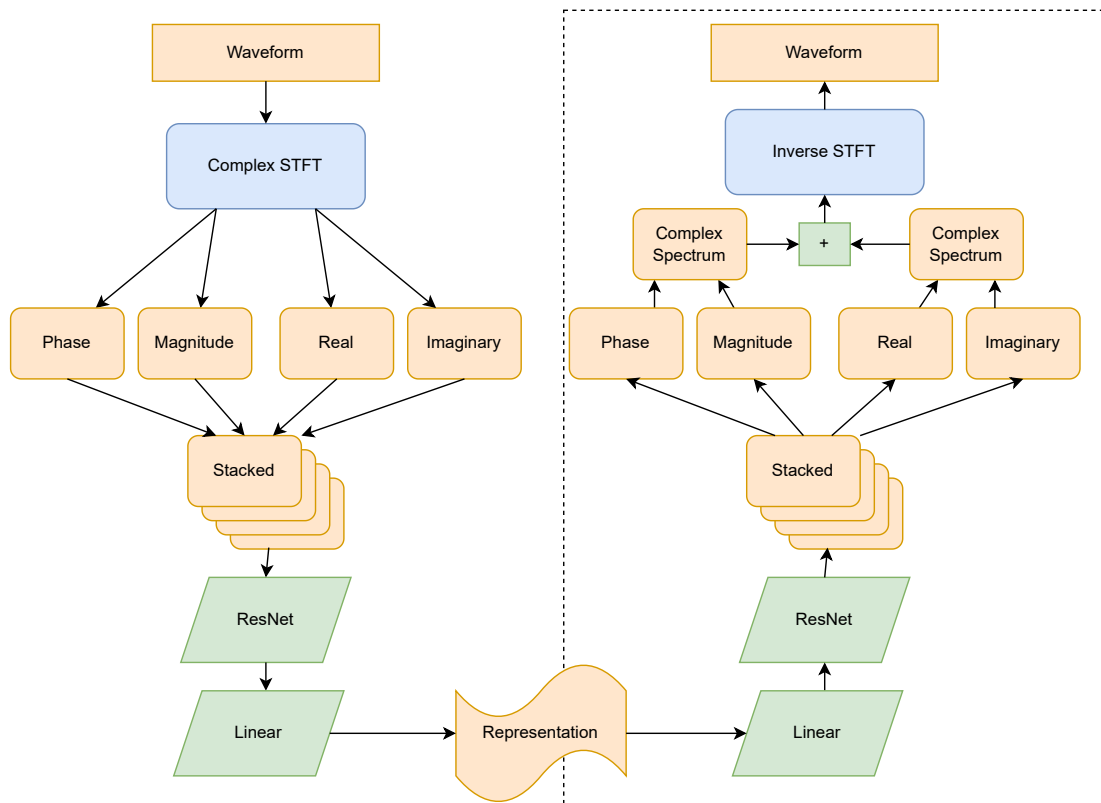 Waveform
Complex STFT
Phase
Magnitude
Real
Imaginary
Stacked
ResNet
Linear
Representation
Waveform
Inverse STFT
Complex
Spectrum
+
Complex
Spectrum
Phase
Magnitude
Real
Imaginary
Stacked
ResNet
Linear